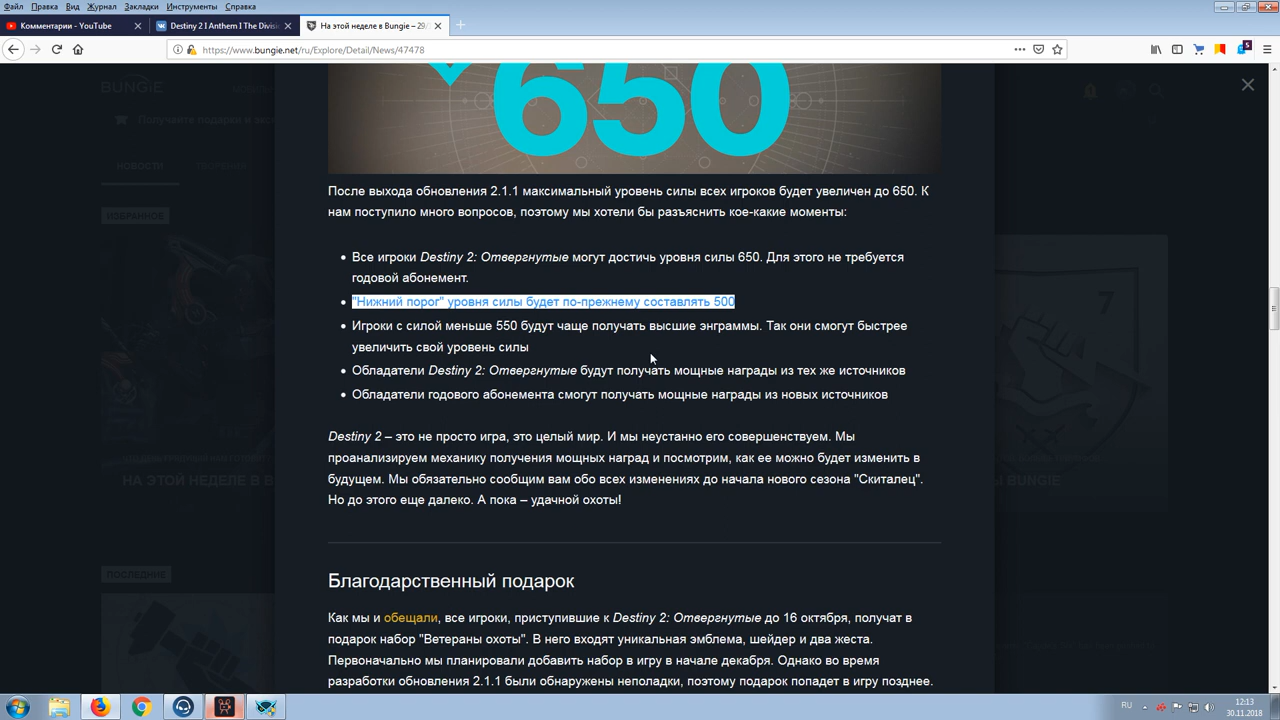 Файл Правка Вид Журнал Закладки Инструменты Справка
Комментарии - YouTube
Destiny 2 I Anthem I The Divisi
На этой неделе в Bungie – 29/
https://www.bungie.net/ru/Explore/Detail/News/47478
5
BUNGiE
650
Получайте подарки и экс
НОВОСТИ
ИЗБРАННОЕ
После выхода обновления 2.1.1 максимальный уровень силы всех игроков будет увеличен до 650. К
нам поступило много вопросов, поэтому мы хотели бы разъяснить кое-какие моменты:
Все игроки Destiny 2: Отвергнутые могут достичь уровня силы 650. Для этого не требуется
годовой абонемент.
"Нижний порог" уровня силы будет по-прежнему составлять 500
Игроки с силой меньше 550 будут чаще получать высшие энграммы. Так они смогут быстрее
увеличить свой уровень силы
Обладатели Destiny 2: Отвергнутые будут получать мощные награды из тех же источников
Обладатели годового абонемента смогут получать мощные награды из новых источников
7
Destiny 2 – это не просто игра, это целый мир. И мы неустанно его совершенствуем. Мы
проанализируем механику получения мощных наград и посмотрим, как ее можно будет изменить в
будущем. Мы обязательно сообщим вам обо всех изменениях до начала нового сезона "Скиталец".
Но до этого еще далеко. А пока – удачной охоты!
НА ЭТОЙ НЕДЕЛЕ В B
BUNGIE
ПОСЛЕДНИЕ
Благодарственный подарок
Как мы и обещали, все игроки, приступившие к Destiny 2: Отвергнутые до 16 октября, получат в
подарок набор "Ветераны охоты". В него входят уникальная эмблема, шейдер и два жеста.
Первоначально мы планировали добавить набор в игру в начале декабря. Однако во время
разработки обновления 2.1.1 были обнаружены неполадки, поэтому подарок попадет в игру позднее.
RU
12:13
30.11.2018